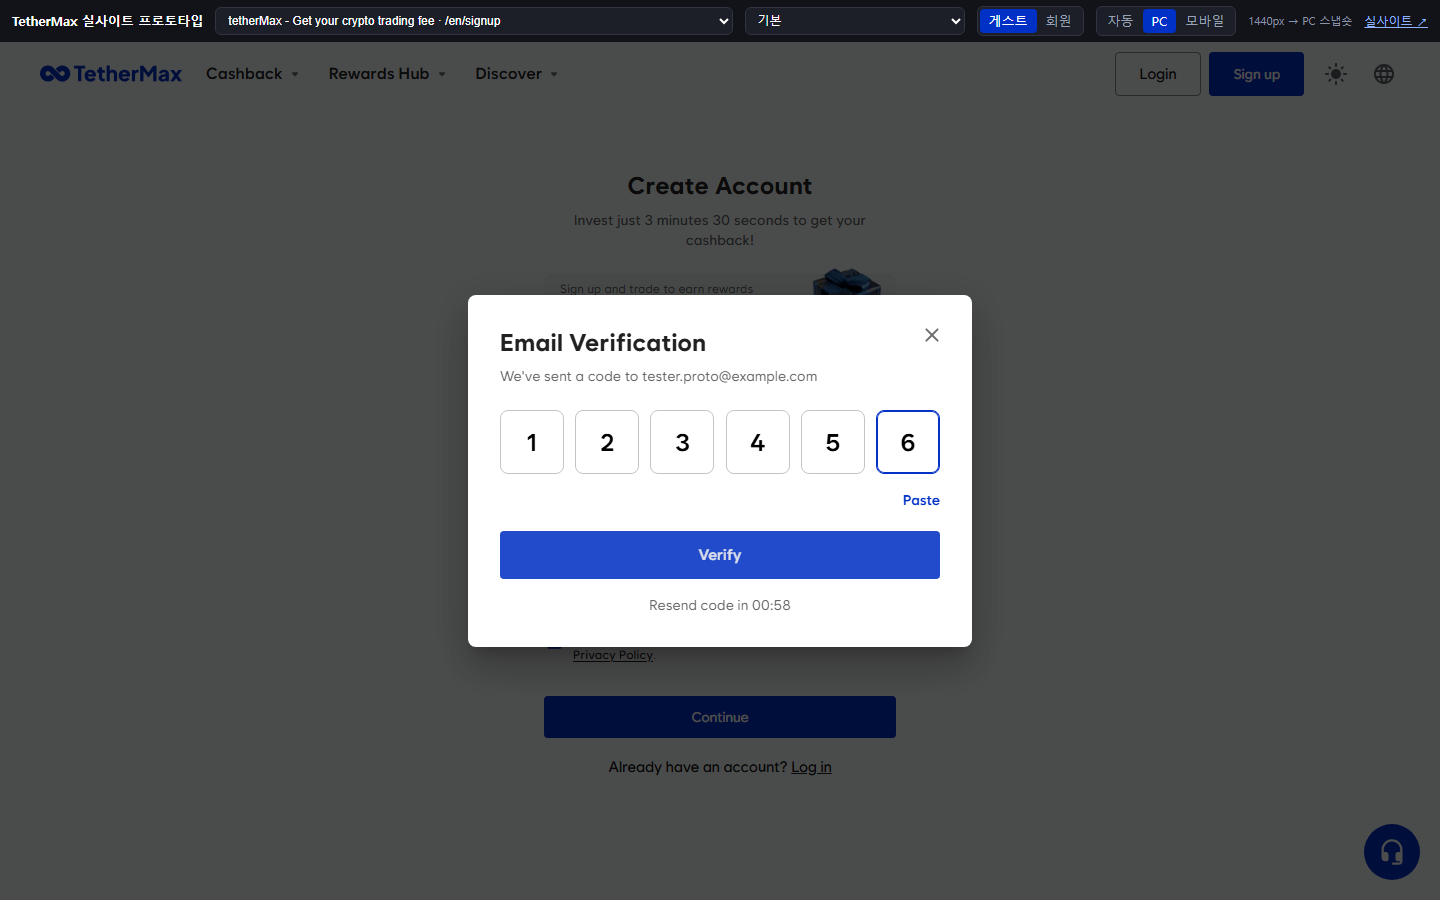 TetherMax 실사이트 프로토타입
tetherMax - Get your crypto trading fee · /en/signup
기본
게스트 회원
자동 PC 모바일
1440px → PC 스냅숏
실사이트 ↗
TetherMax
Cashback
Rewards Hub
Discover
Login
Sign up
Create Account
Invest just 3 minutes 30 seconds to get your
cashback!
Sign up and trade to earn rewards
Email Verification
We've sent a code to tester.proto@example.com
1 2 3 4 5 6
Paste
Verify
Resend code in 00:58
Privacy Policy.
Continue
Already have an account? Log in